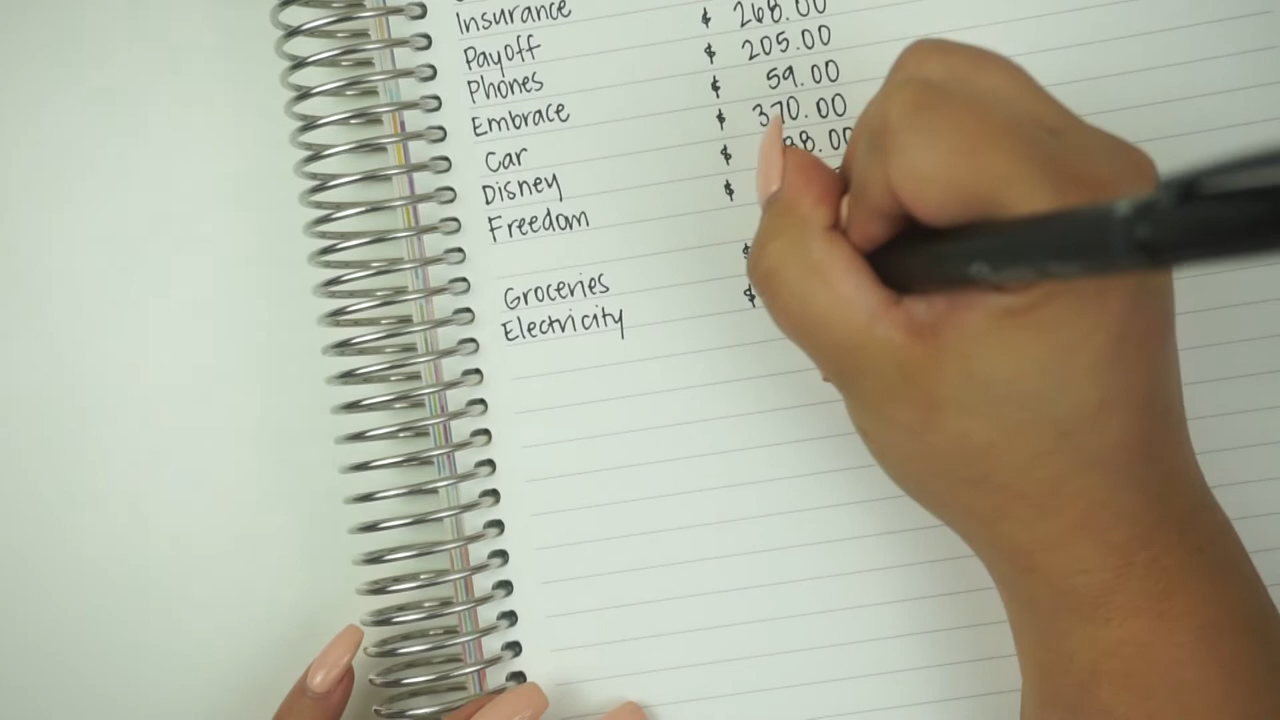 Insurance
Payoff $ 268.00
Phones $ 205.00
Embrace $ 59.00
Car $ 370.00
Disney $
Freedom $
Groceries $
Electricity $